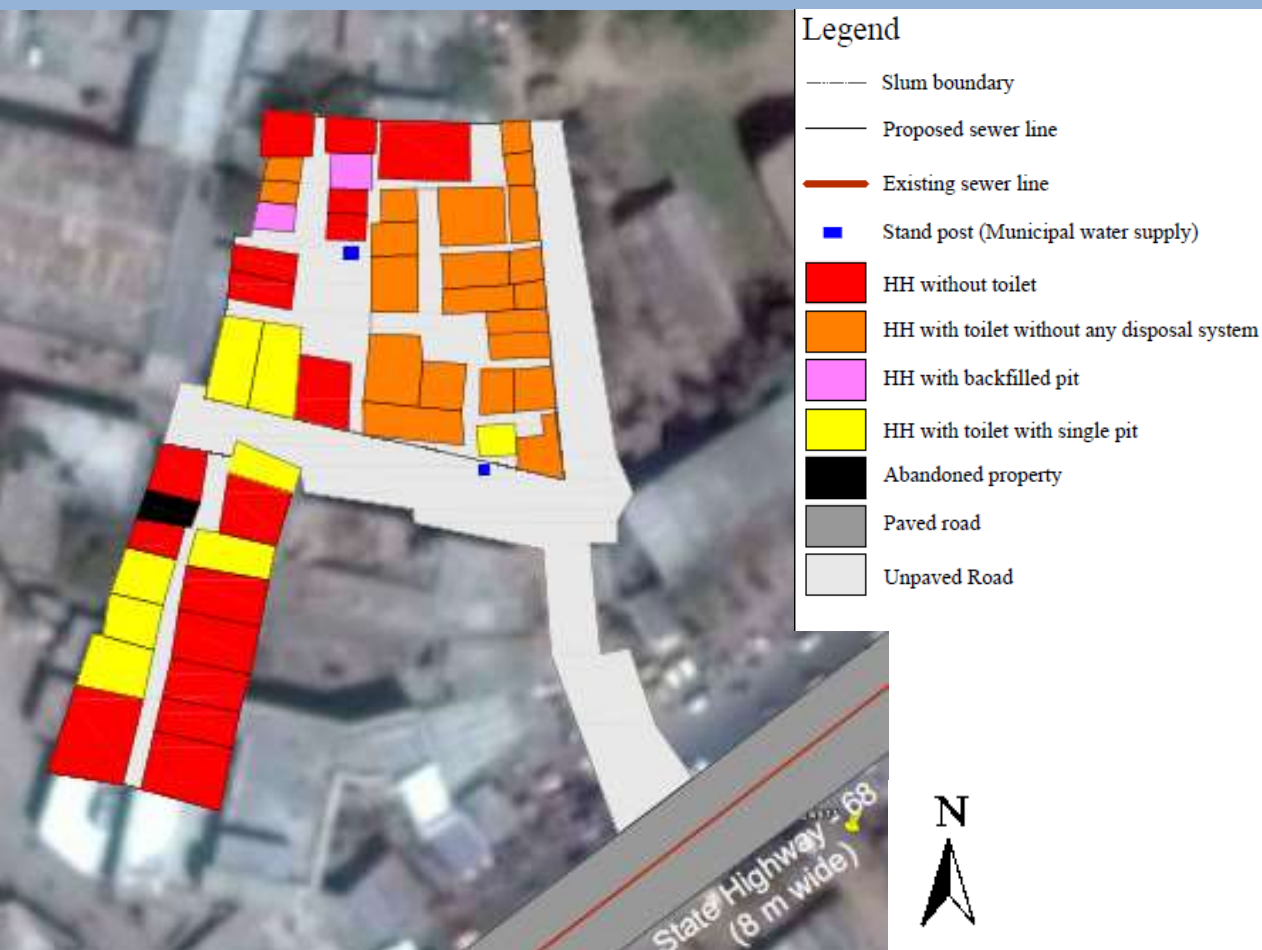 Legend
Slum boundary
Proposed sewer line
Existing sewer line
Stand post (Municipal water supply)
HH without toilet
HH with toilet without any disposal system
HH with backfilled pit
HH with toilet with single pit
Abandoned property
Paved road
Unpaved Road
N
State Highway - 68
(8 m wide)